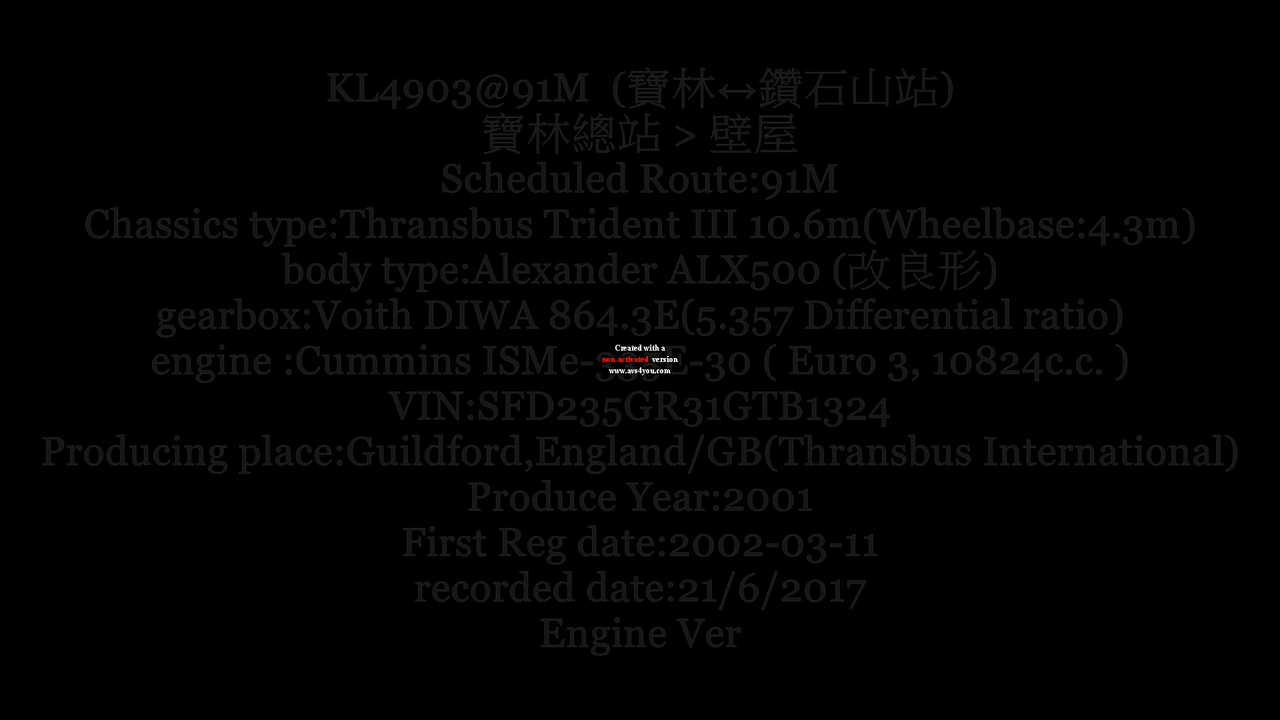 KL4903@91M (寶林↔鑽石山站)
寶林總站 > 壁屋
Scheduled Route:91M
Chassics type:Thransbus Trident III 10.6m(Wheelbase:4.3m)
body type:Alexander ALX500 (改良形)
gearbox:Voith DIWA 864.3E(5.357 Differential ratio)
engine :Cummins -30 ( Euro 3, 10824c.c. )
Created with a
non-activated version
www.avs4you.com
VIN:SFD235GR31GTB1324
Producing place:Guildford,England/GB(Thransbus International)
Produce Year:2001
First Reg date:2002-03-11
recorded date:21/6/2017
Engine Ver